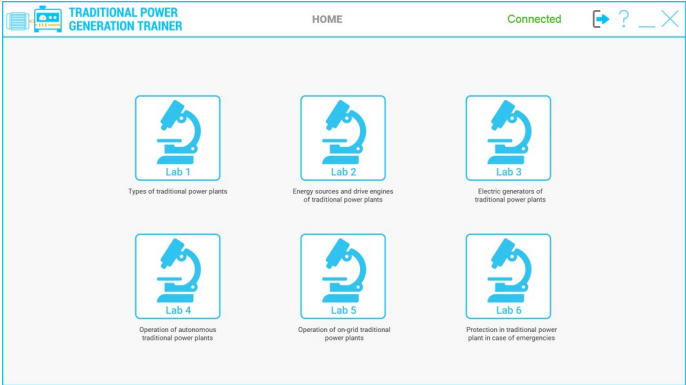 TRADITIONAL POWER
GENERATION TRAINER
HOME
Connected
?
Lab 1
Types of traditional power plants
Lab 2
Energy sources and drive engines
of traditional power plants
Lab 3
Electric generators of
traditional power plants
Lab 4
Operation of autonomous
traditional power plants
Lab 5
Operation of on-grid traditional
power plants
Lab 6
Protection in traditional power
plant in case of emergencies